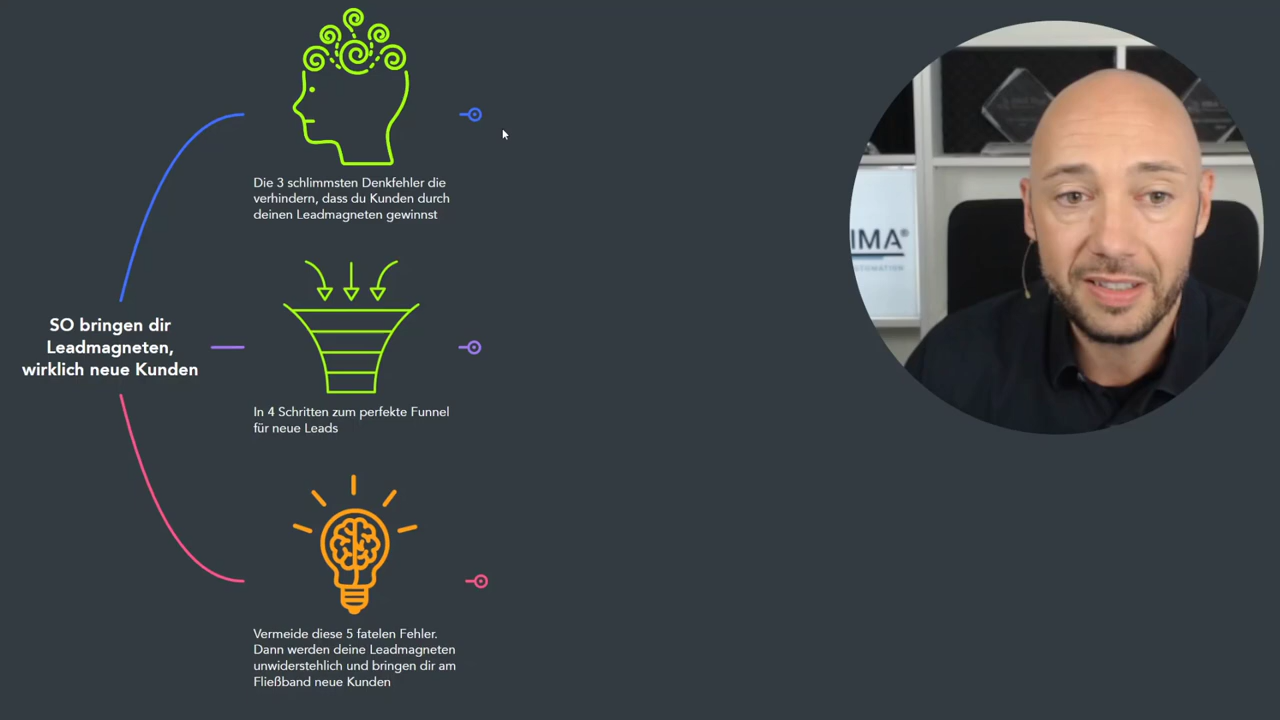 SO bringen dir
Leadmagneten,
wirklich neue Kunden
Die 3 schlimmsten Denkfehler die
verhindern, dass du Kunden durch
deinen Leadmagneten gewinnst
In 4 Schritten zum perfekte Funnel
für neue Leads
Vermeide diese 5 fatelen Fehler.
Dann werden deine Leadmagneten
unwiderstehlich und bringen dir am
Fließband neue Kunden
IMA®